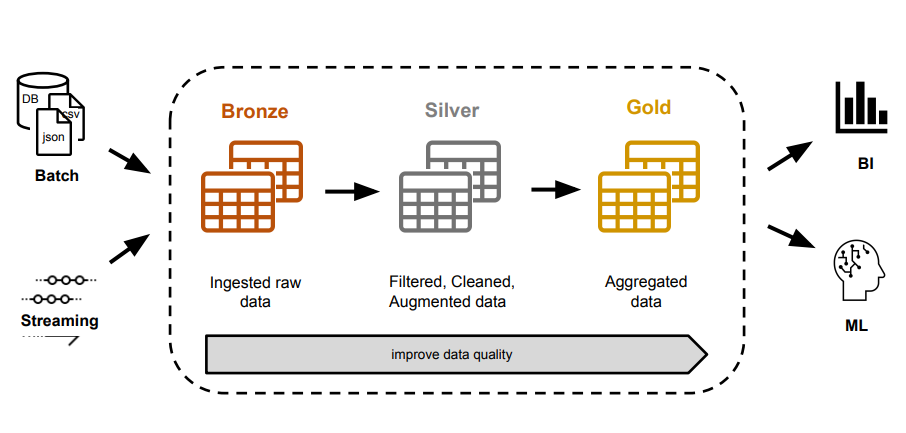 DB
csv
json
Batch
Streaming
Bronze
Silver
Gold
Ingested raw
data
Filtered, Cleaned,
Augmented data
Aggregated
data
improve data quality
BI
ML